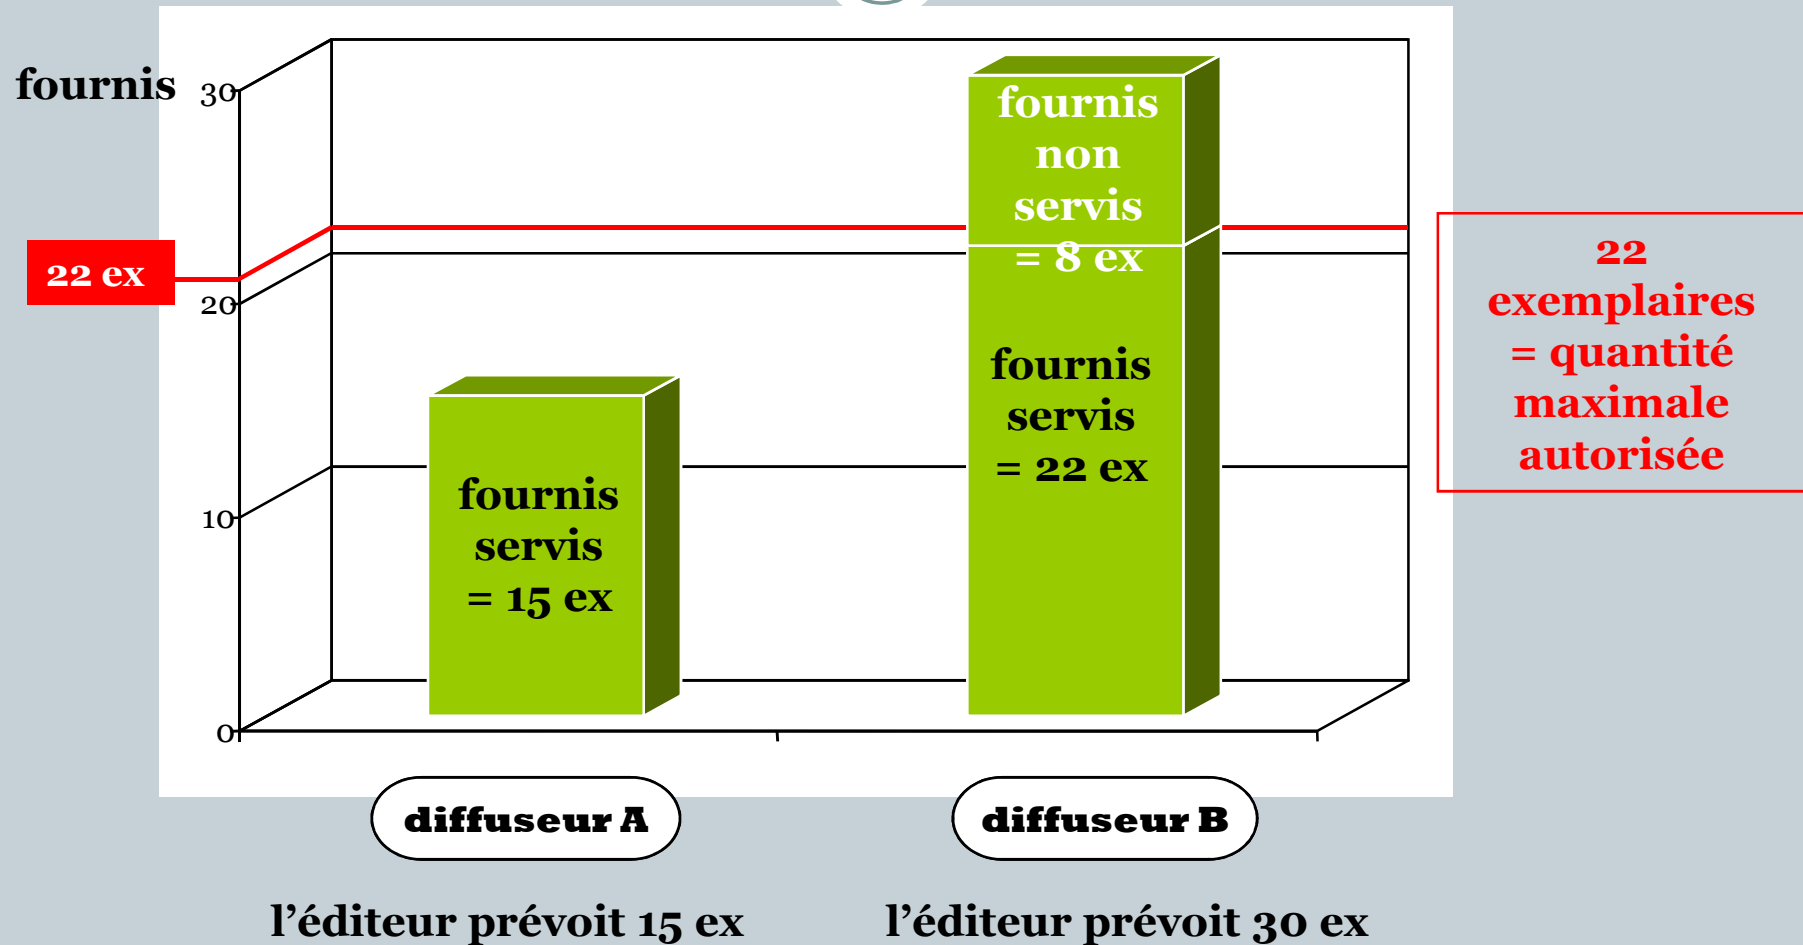 fournis
30
20
10
0
22 ex
fournis
servis
= 15 ex
fournis
non
servis
= 8 ex
fournis
servis
= 22 ex
22
exemplaires
= quantité
maximale
autorisée
diffuseur A
diffuseur B
l’éditeur prévoit 15 ex
l’éditeur prévoit 30 ex